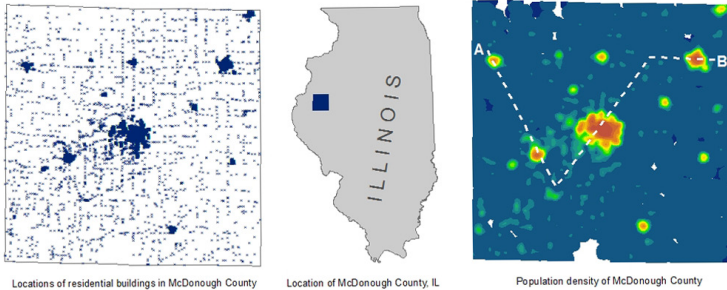 A
B
ILLINOIS
Locations of residential buildings in McDonough County
Location of McDonough County, IL
Population density of McDonough County